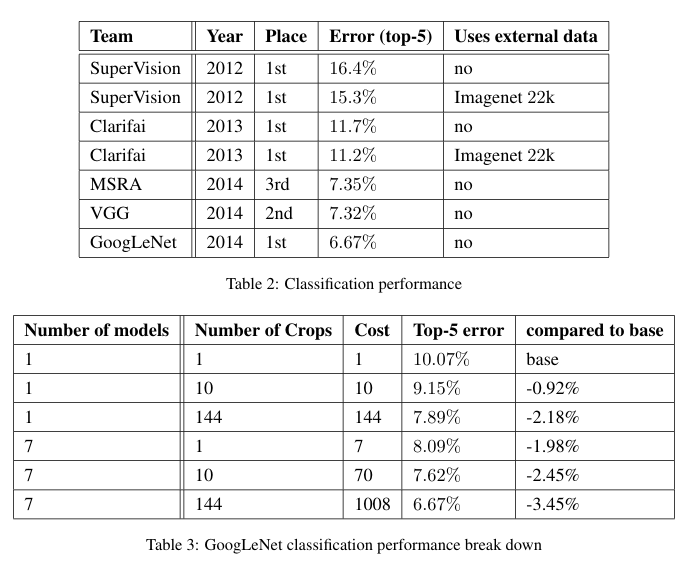 Team Year Place Error (top-5) Uses external data
SuperVision 2012 1st 16.4% no
SuperVision 2012 1st 15.3% Imagenet 22k
Clarifai 2013 1st 11.7% no
Clarifai 2013 1st 11.2% Imagenet 22k
MSRA 2014 3rd 7.35% no
VGG 2014 2nd 7.32% no
GoogLeNet 2014 1st 6.67% no
Table 2: Classification performance
Number of models Number of Crops Cost Top-5 error compared to base
1 1 1 10.07% base
1 10 10 9.15% -0.92%
1 144 144 7.89% -2.18%
7 1 7 8.09% -1.98%
7 10 70 7.62% -2.45%
7 144 1008 6.67% -3.45%
Table 3: GoogLeNet classification performance break down